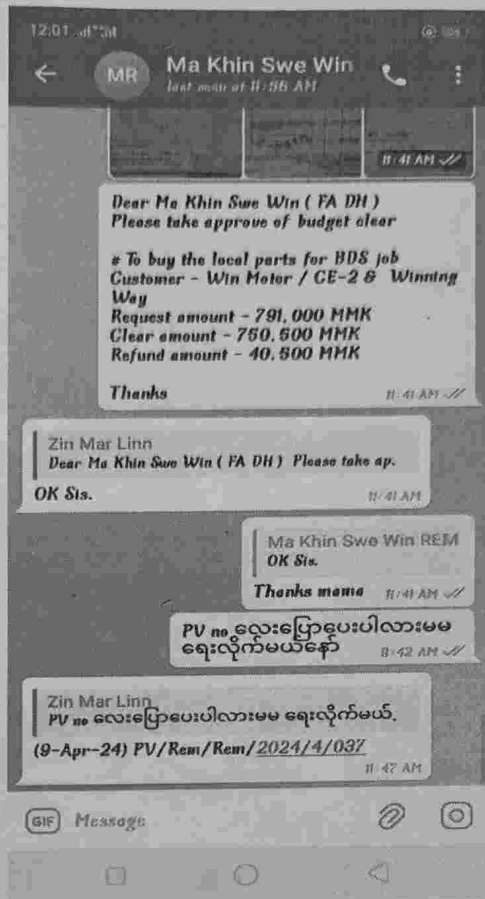 12:01
MR
Ma Khin Swe Win
last seen at 11:56 AM
11:41 AM
Dear Ma Khin Swe Win ( FA DH )
Please take approve of budget clear
# To buy the local parts for BDS job
Customer - Win Motor / CE-2 & Winning
Way
Request amount - 791,000 MMK
Clear amount - 750,500 MMK
Refund amount - 40,500 MMK
Thanks
11:41 AM
Zin Mar Linn
Dear Ma Khin Swe Win ( FA DH ) Please take ap.
OK Sis.
11:41 AM
Ma Khin Swe Win REM
OK Sis.
Thanks mama
11:41 AM
PV no လေးပြောပေးပါလားမမ
ရေးလိုက်မယ်နော်
11:42 AM
Zin Mar Linn
PV no လေးပြောပေးပါလားမမ ရေးလိုက်မယ်.
(9-Apr-24) PV/Rem/Rem/2024/4/037
11:47 AM
GIF Message